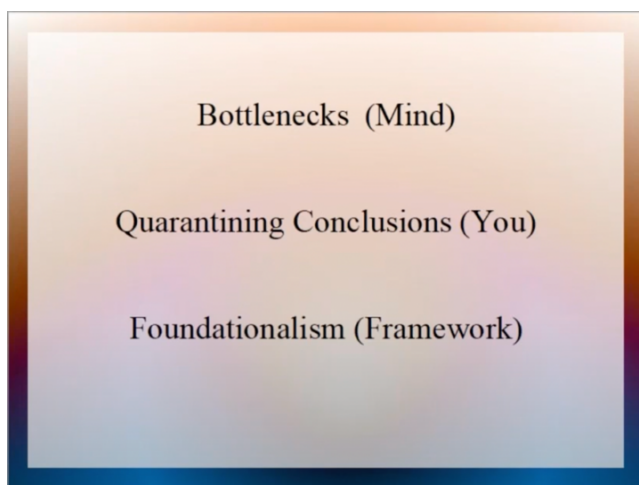 Bottlenecks  (Mind)
Quarantining Conclusions (You)
Foundationalism (Framework)